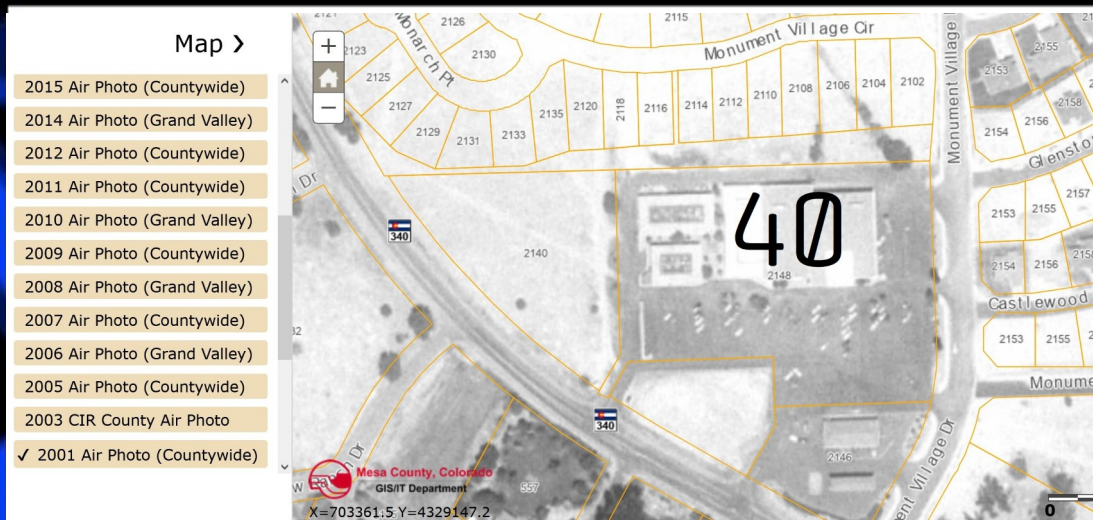 Map ❯
2015 Air Photo (Countywide)
2014 Air Photo (Grand Valley)
2012 Air Photo (Countywide)
2011 Air Photo (Countywide)
2010 Air Photo (Grand Valley)
2009 Air Photo (Countywide)
2008 Air Photo (Grand Valley)
2007 Air Photo (Countywide)
2006 Air Photo (Grand Valley)
2005 Air Photo (Countywide)
2003 CIR County Air Photo
✓ 2001 Air Photo (Countywide)
+
−
2126
2115
Monument Village Cir
Monarch Pt
2123
2130
2125
2127
2129
2131
2133
2135
2120
2118
2116
2114
2112
2110
2108
2106
2104
2102
Monument Village
2155
2153
2158
2154
2156
2157
2153
2155
2154
2156
Castlewood
2153
2155
Dr
340
2140
40
2148
340
2146
Dr
557
Mesa County, Colorado
GIS/IT Department
X=703361.5 Y=4329147.2
0